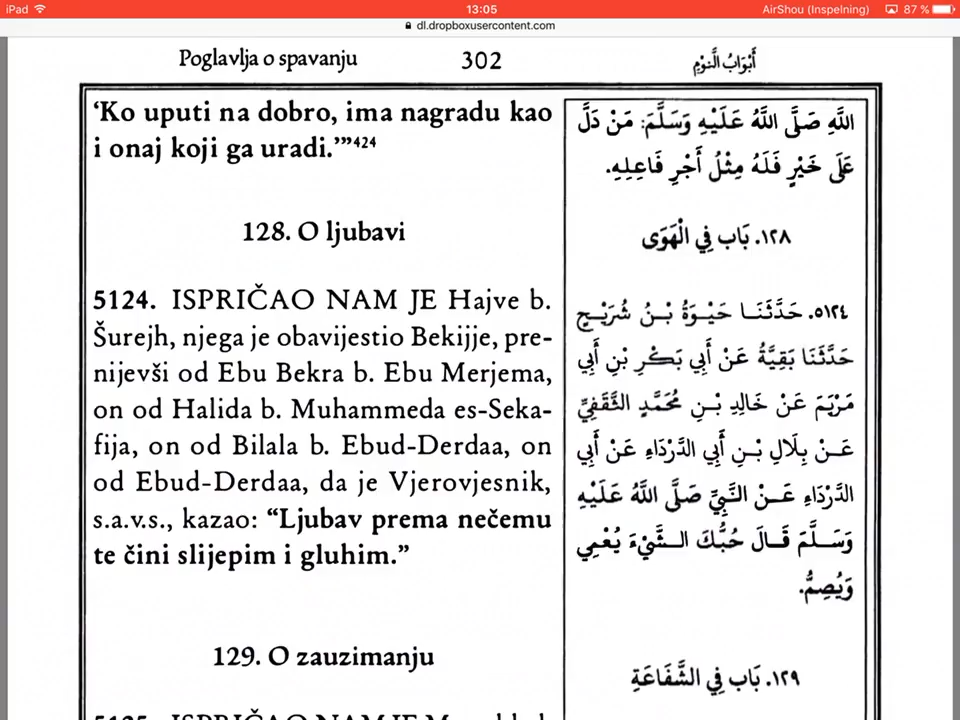 iPad 13:05 AirShou (Inspelning) 87 %
dl.dropboxusercontent.com
Poglavlja o spavanju 302 أَبْوَابُ النَّوْمِ
‘Ko uputi na dobro, ima nagradu kao
i onaj koji ga uradi.’”⁴²⁴
128. O ljubavi
5124. ISPRIČAO NAM JE Hajve b.
Šurejh, njega je obavijestio Bekijje, pre-
nijevši od Ebu Bekra b. Ebu Merjema,
on od Halida b. Muhammeda es-Seka-
fija, on od Bilala b. Ebud-Derdaa, on
od Ebud-Derdaa, da je Vjerovjesnik,
s.a.v.s., kazao: “Ljubav prema nečemu
te čini slijepim i gluhim.”
129. O zauzimanju
اللَّهِ صَلَّى اللَّهُ عَلَيْهِ وَسَلَّمَ: مَنْ دَلَّ
عَلَى خَيْرٍ فَلَهُ مِثْلُ أَجْرِ فَاعِلِهِ.
١٢٨. بَاب فِي الْهَوَى
٥١٢٤. حَدَّثَنَا حَيْوَةُ بْنُ شُرَيْحٍ
حَدَّثَنَا بَقِيَّةُ عَنْ أَبِي بَكْرِ بْنِ أَبِي
مَرْيَمَ عَنْ خَالِدِ بْنِ مُحَمَّدٍ الثَّقَفِيِّ
عَنْ بِلَالِ بْنِ أَبِي الدَّرْدَاءِ عَنْ أَبِي
الدَّرْدَاءِ عَنْ النَّبِيِّ صَلَّى اللَّهُ عَلَيْهِ
وَسَلَّمَ قَالَ حُبُّكَ الشَّيْءَ يُعْمِي
وَيُصِمُّ.
١٢٩. بَاب فِي الشَّفَاعَةِ